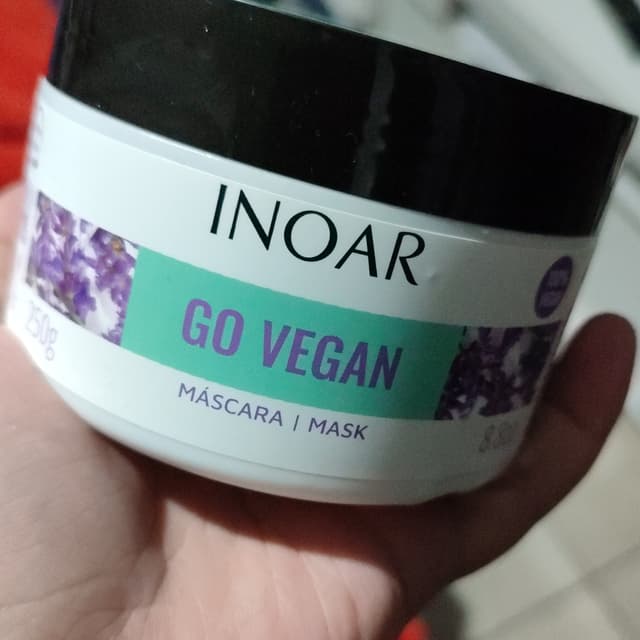 INOAR
GO VEGAN
250g
MÁSCARA | MASK